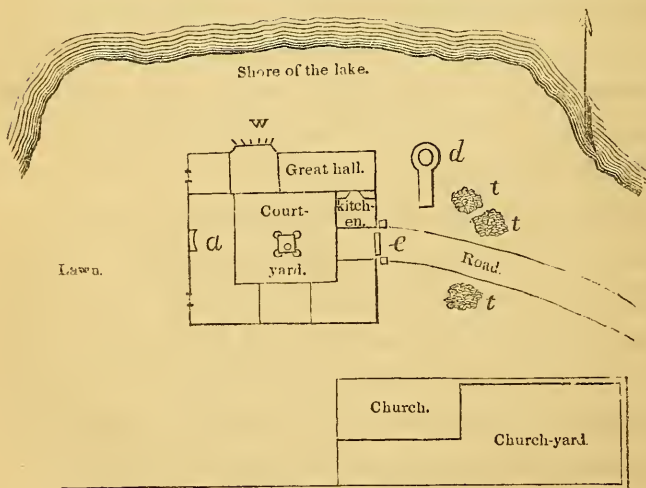 Shore of the lake.
w
Great hall.
d
t
Court-
kitch-
en.
t
a
e
yard.
Road.
Lawn.
t
Church.
Church-yard.